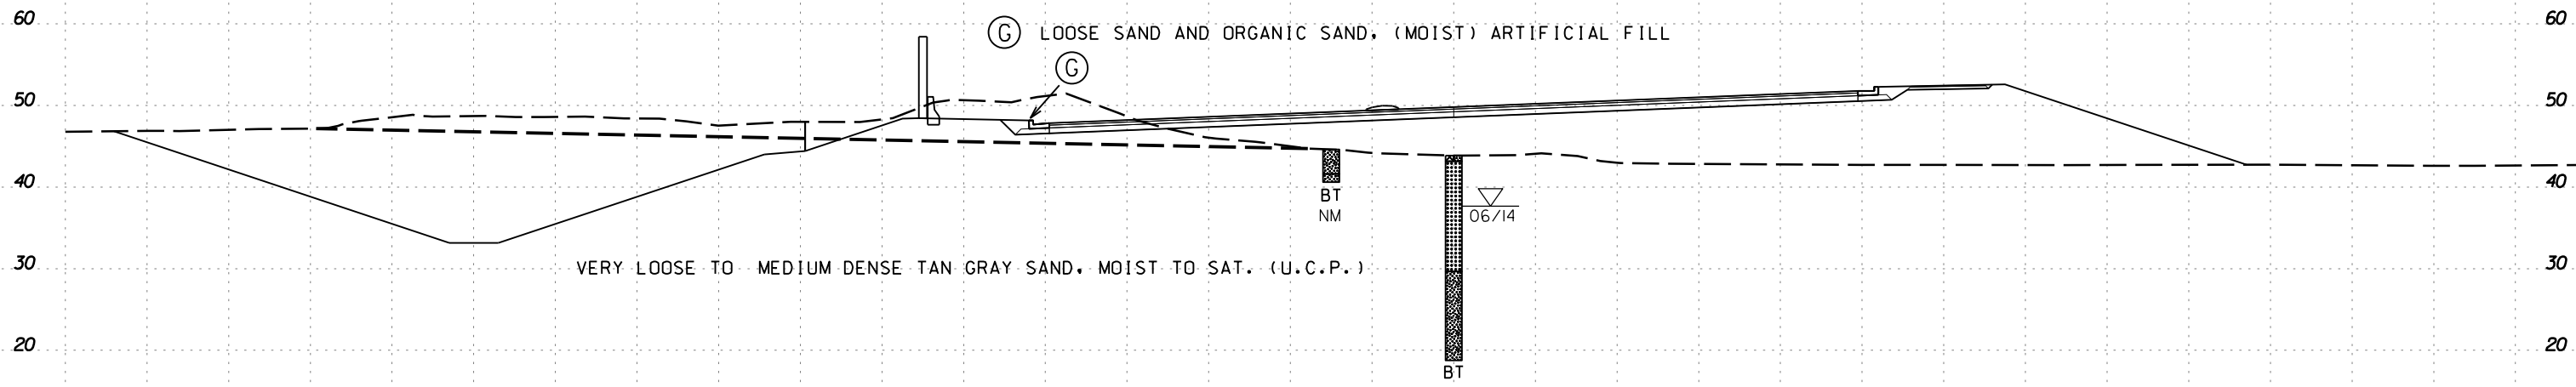 60 60
G LOOSE SAND AND ORGANIC SAND, (MOIST) ARTIFICIAL FILL
G
50 50
40 40
BT
NM
06/14
30 30
VERY LOOSE TO MEDIUM DENSE TAN GRAY SAND, MOIST TO SAT. (U.C.P.)
20 20
BT